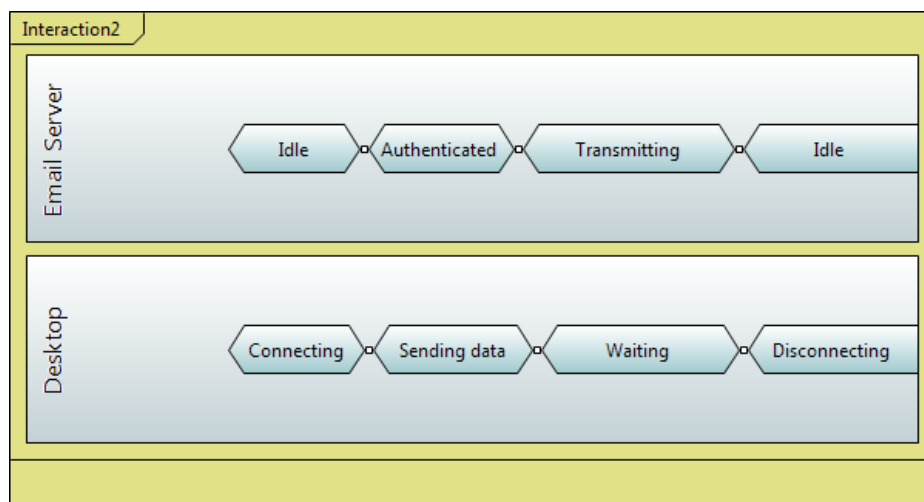 Interaction2
Email Server
Idle
Authenticated
Transmitting
Idle
Desktop
Connecting
Sending data
Waiting
Disconnecting